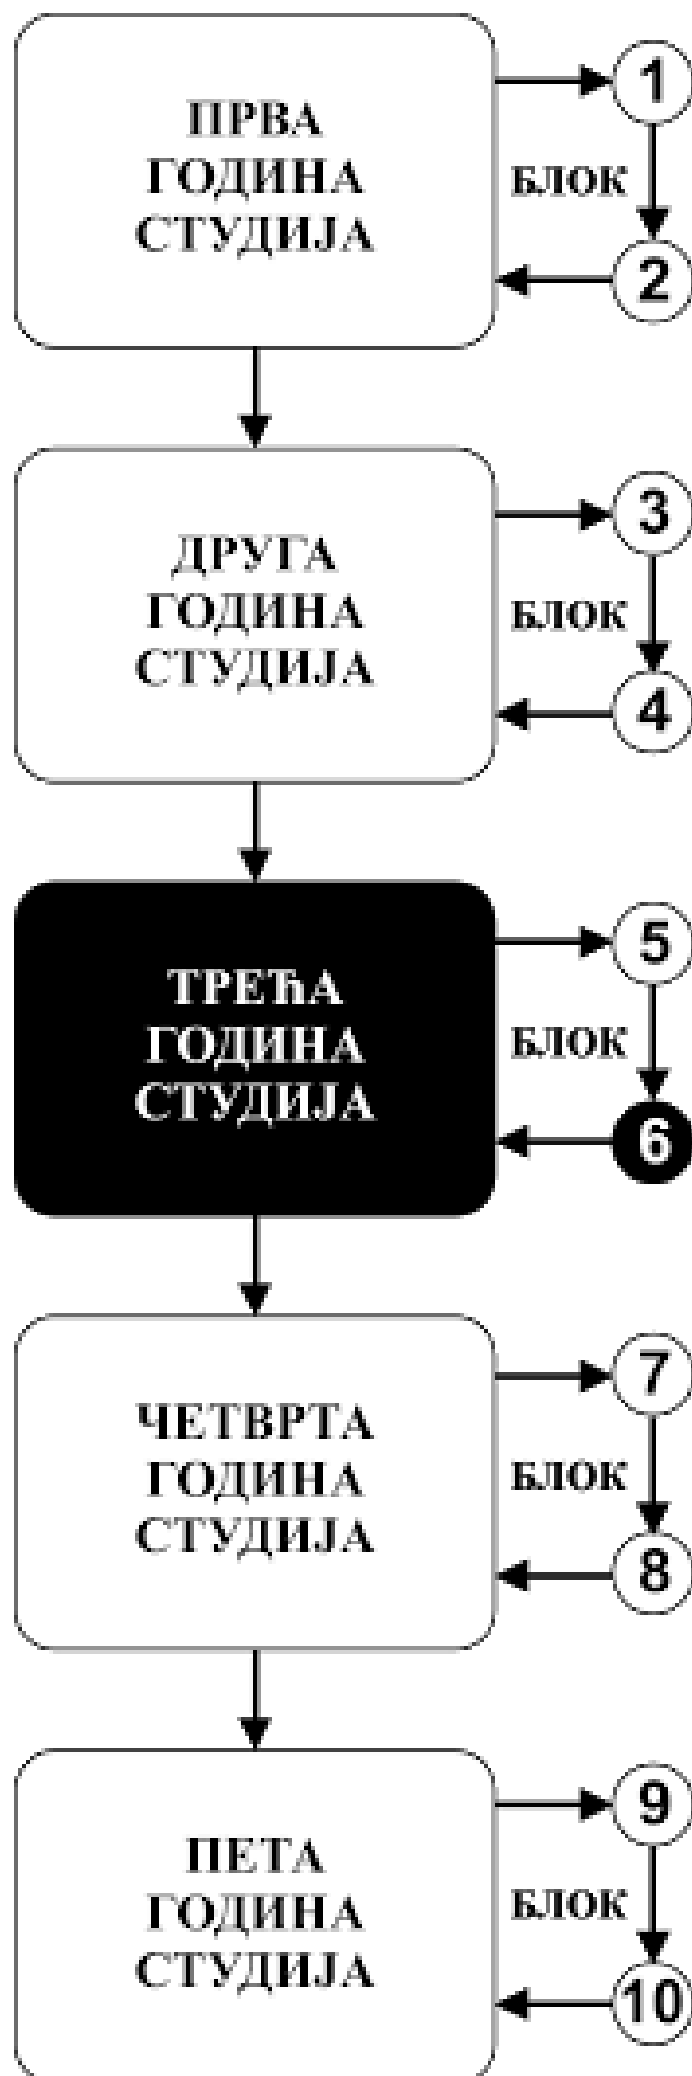 ПРВА
ГОДИНА
СТУДИЈА
1
БЛОК
2
ДРУГА
ГОДИНА
СТУДИЈА
3
БЛОК
4
ТРЕЋА
ГОДИНА
СТУДИЈА
5
БЛОК
6
ЧЕТВРТА
ГОДИНА
СТУДИЈА
7
БЛОК
8
ПЕТА
ГОДИНА
СТУДИЈА
9
БЛОК
10